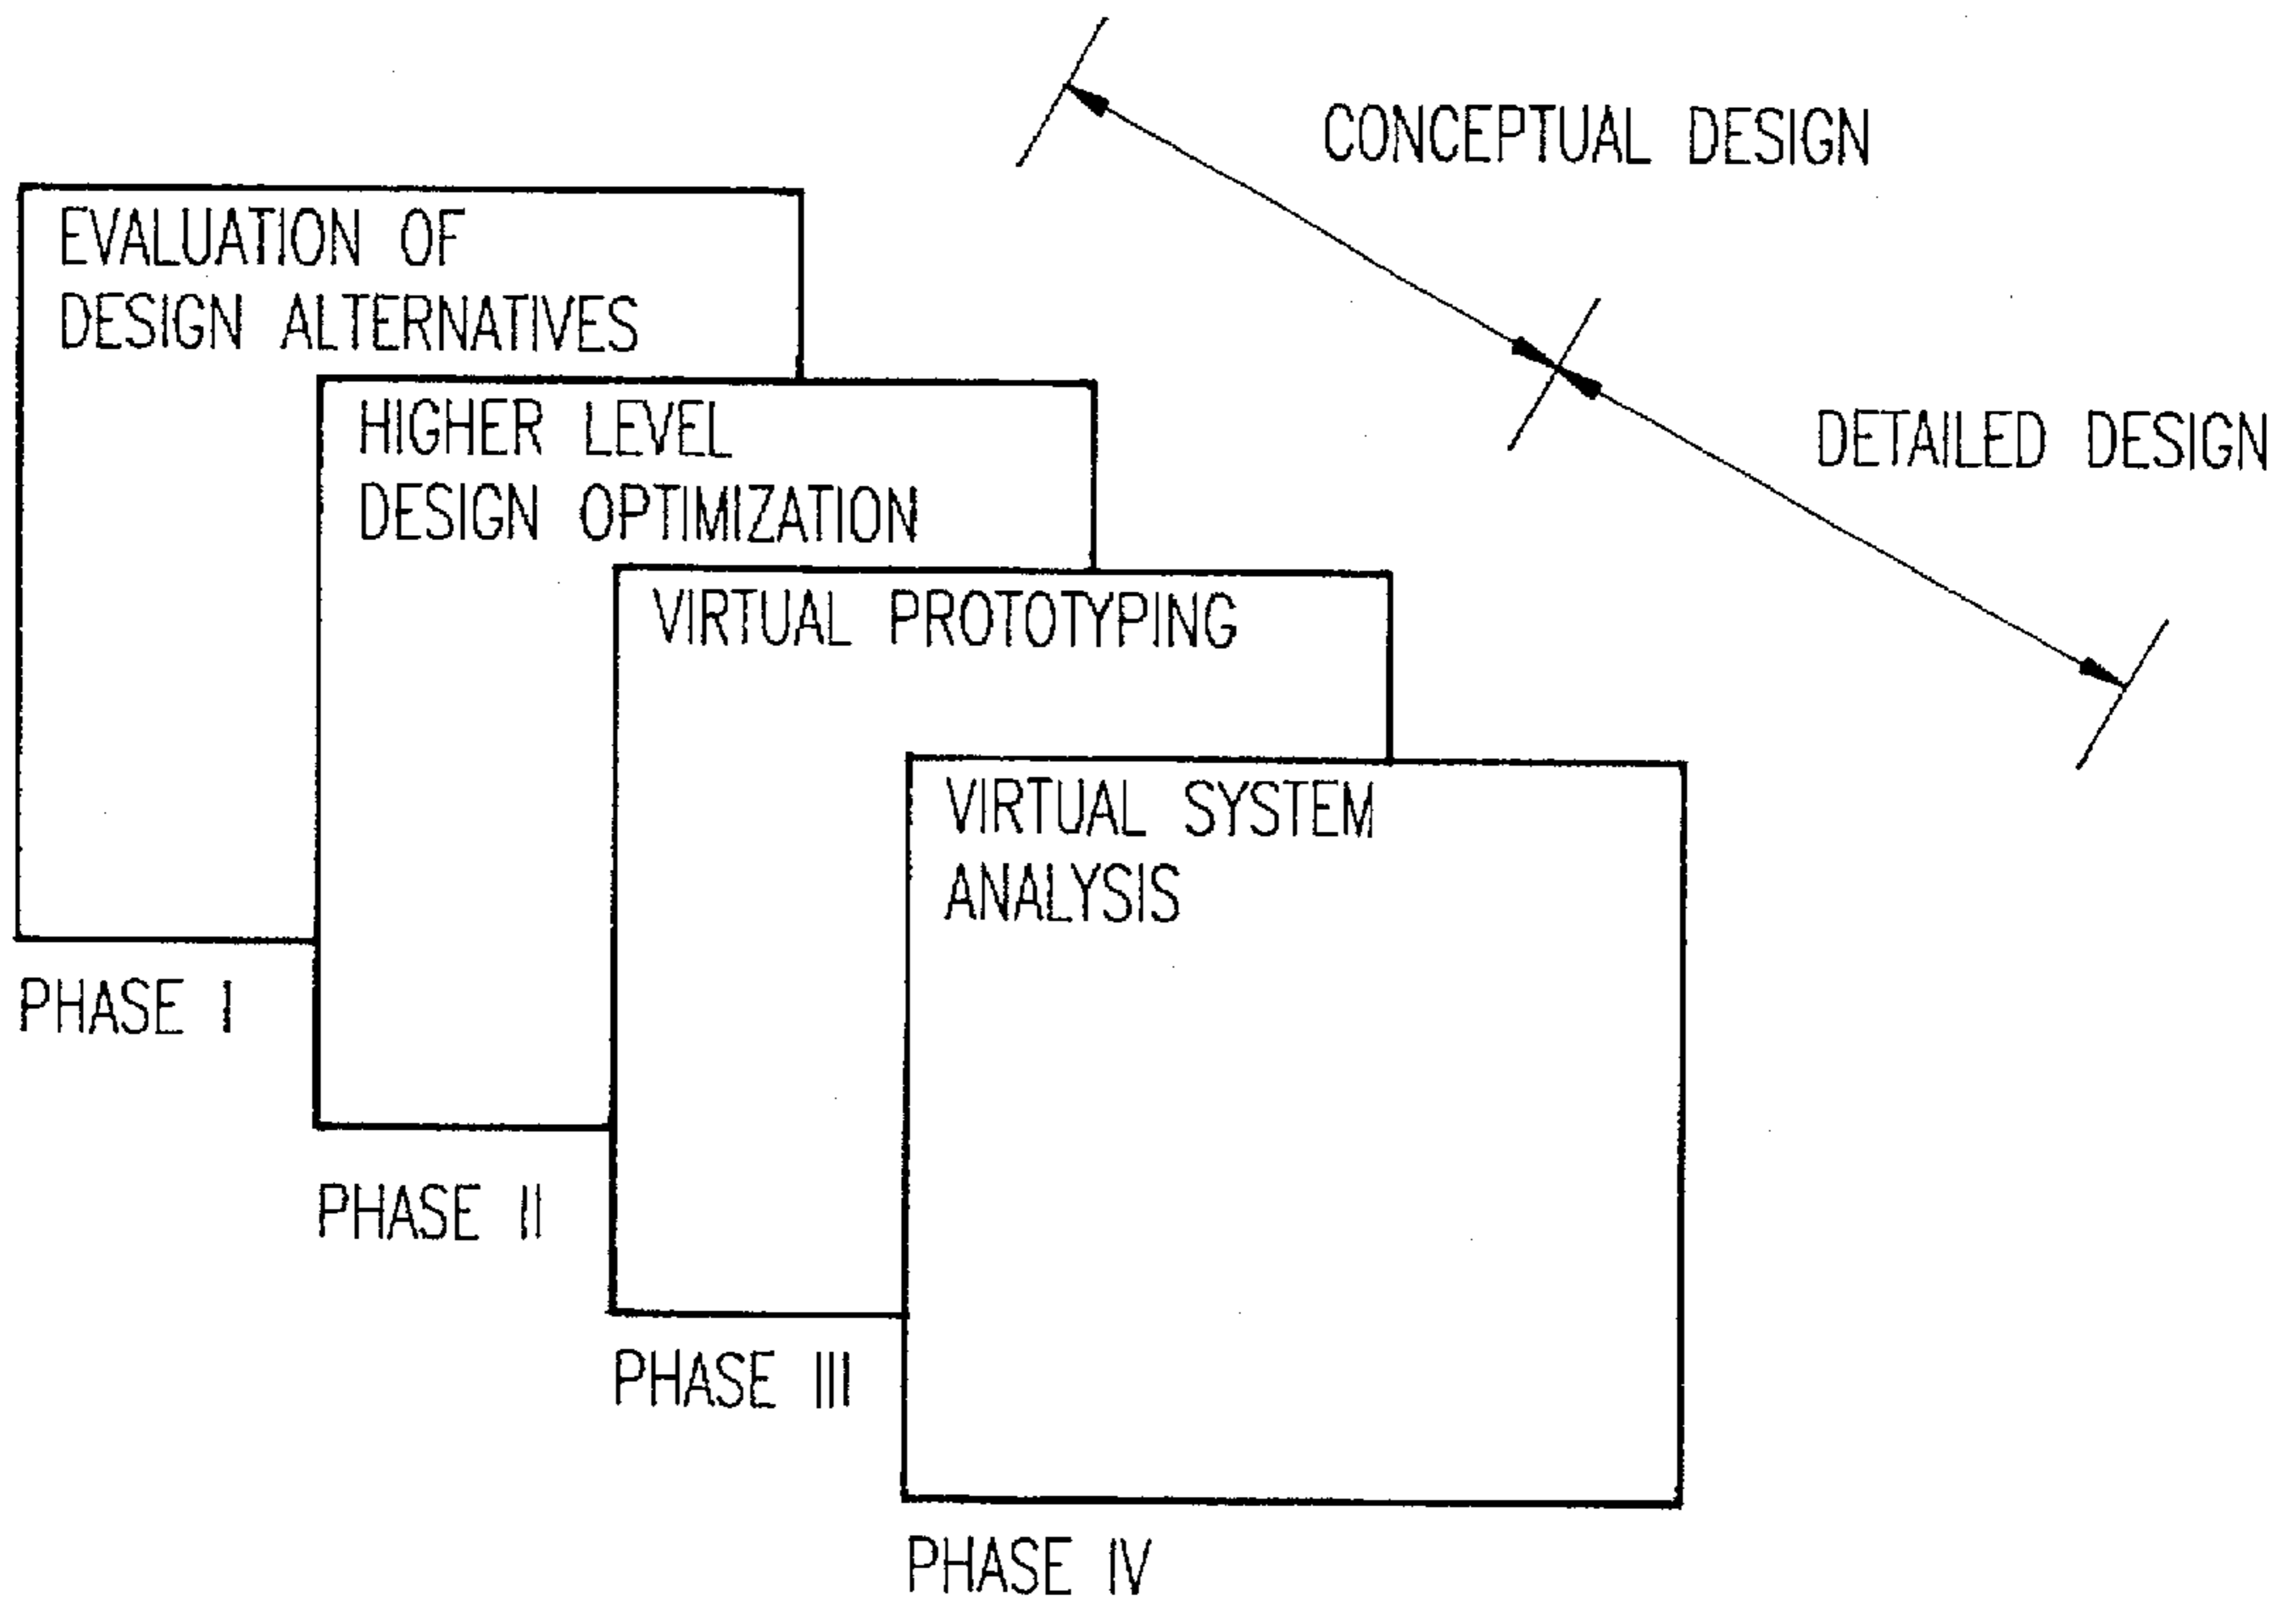 CONCEPTUAL DESIGN
EVALUATION OF
DESIGN ALTERNATIVES
HIGHER LEVEL
DESIGN OPTIMIZATION
DETAILED DESIGN
VIRTUAL PROTOTYPING
VIRTUAL SYSTEM
ANALYSIS
PHASE I
PHASE II
PHASE III
PHASE IV